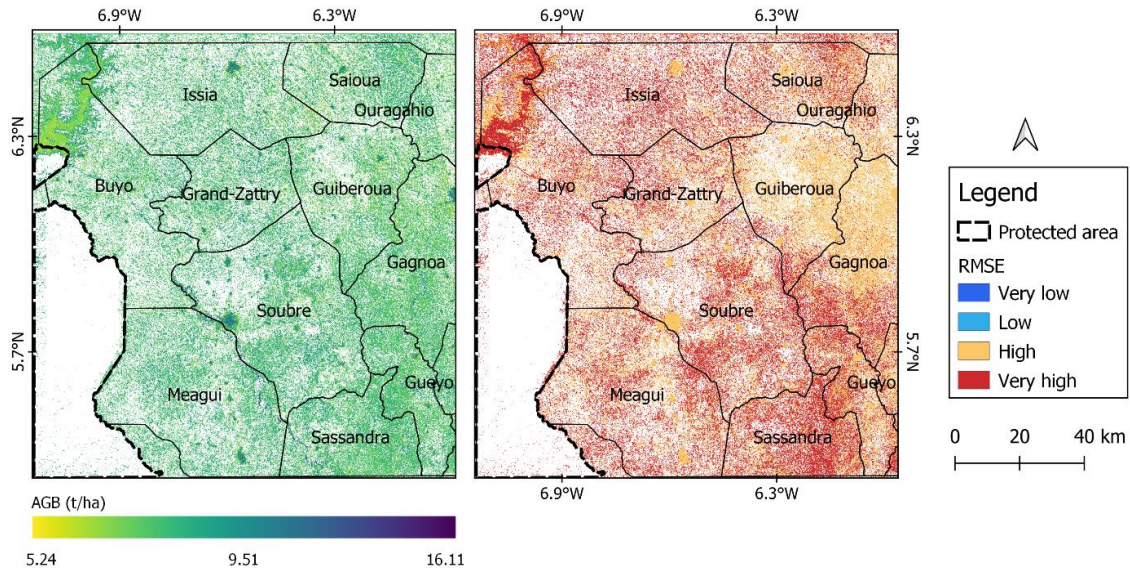 6.9°W 6.3°W 6.9°W 6.3°W
Issia
Saioua
Ouragahio
6.3°N
Buyo
Grand-Zattry
Guiberoua
Gagnoa
Soubre
5.7°N
Meagui
Gueyo
Sassandra
Issia
Saioua
Ouragahio
6.3°N
Buyo
Grand-Zattry
Guiberoua
Gagnoa
Soubre
5.7°N
Meagui
Gueyo
Sassandra
6.9°W 6.3°W
AGB (t/ha)
5.24 9.51 16.11
Legend
Protected area
RMSE
Very low
Low
High
Very high
0 20 40 km